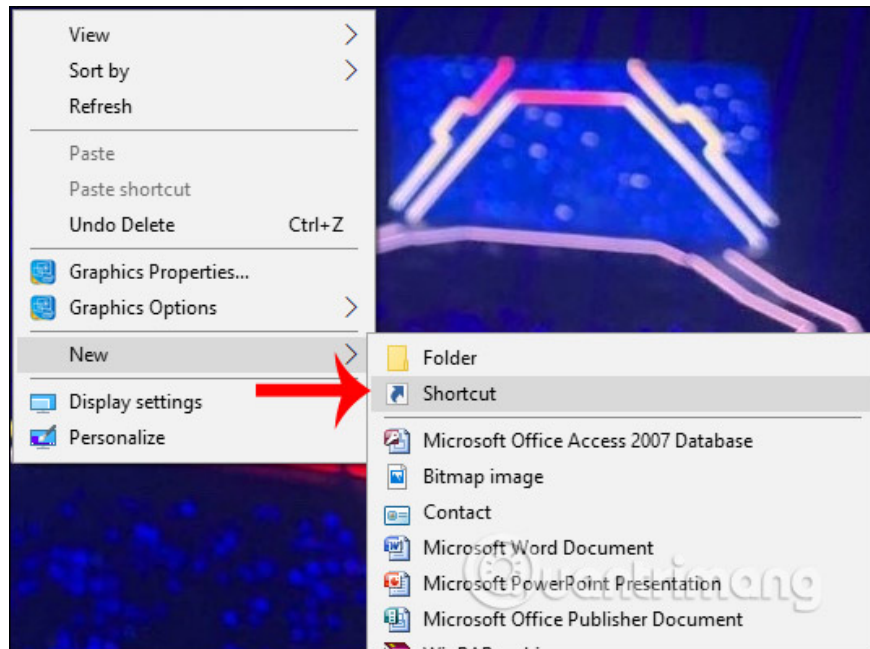 View
Sort by
Refresh
Paste
Paste shortcut
Undo Delete Ctrl+Z
Graphics Properties...
Graphics Options
New
Display settings
Personalize
Folder
Shortcut
Microsoft Office Access 2007 Database
Bitmap image
Contact
Microsoft Word Document
Microsoft PowerPoint Presentation
Microsoft Office Publisher Document
Quantrimang